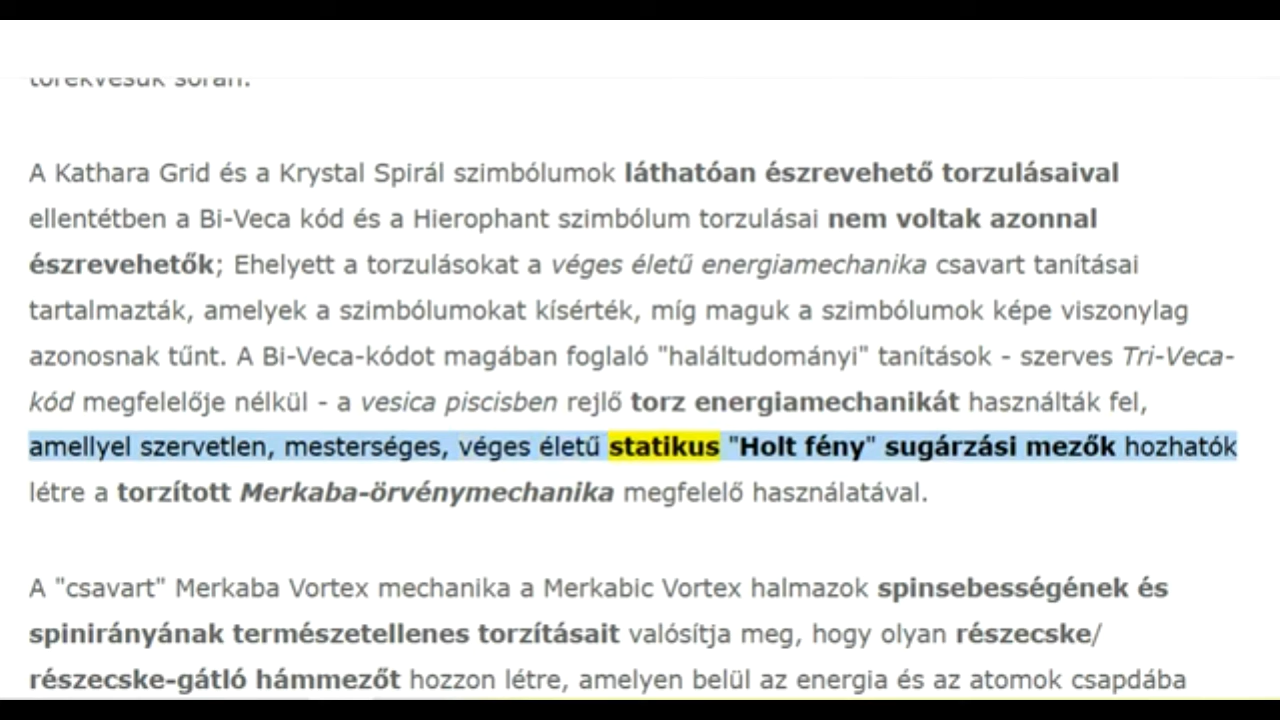 törekvésük során.
A Kathara Grid és a Krystal Spirál szimbólumok láthatóan észrevehető torzulásaival
ellentétben a Bi-Veca kód és a Hierophant szimbólum torzulásai nem voltak azonnal
észrevehetők; Ehelyett a torzulásokat a véges életű energiamechanika csavart tanításai
tartalmazták, amelyek a szimbólumokat kísérték, míg maguk a szimbólumok képe viszonylag
azonosnak tűnt. A Bi-Veca-kódot magában foglaló "haláltudományi" tanítások - szerves Tri-Veca-
kód megfelelője nélkül - a vesica piscisben rejlő torz energiamechanikát használták fel,
amellyel szervetlen, mesterséges, véges életű statikus "Holt fény" sugárzási mezők hozhatók
létre a torzított Merkaba-örvénymechanika megfelelő használatával.
A "csavart" Merkaba Vortex mechanika a Merkabic Vortex halmazok spinsebességének és
spinirányának természetellenes torzításait valósítja meg, hogy olyan részecske/
részecske-gátló hámmezőt hozzon létre, amelyen belül az energia és az atomok csapdába